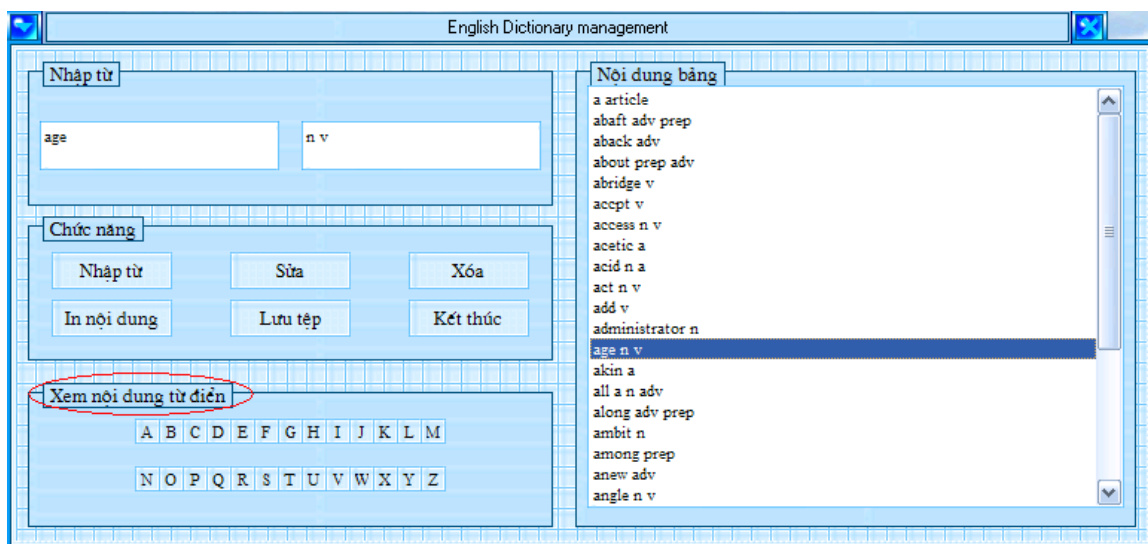 English Dictionary management
Nhập từ
age
n v
Chức năng
Nhập từ
Sửa
Xóa
In nội dung
Lưu tệp
Kết thúc
Xem nội dung từ điển
A B C D E F G H I J K L M
N O P Q R S T U V W X Y Z
Nội dung bảng
a article
abaft adv prep
aback adv
about prep adv
abridge v
accpt v
access n v
acetic a
acid n a
act n v
add v
administrator n
age n v
akin a
all a n adv
along adv prep
ambit n
among prep
anew adv
angle n v